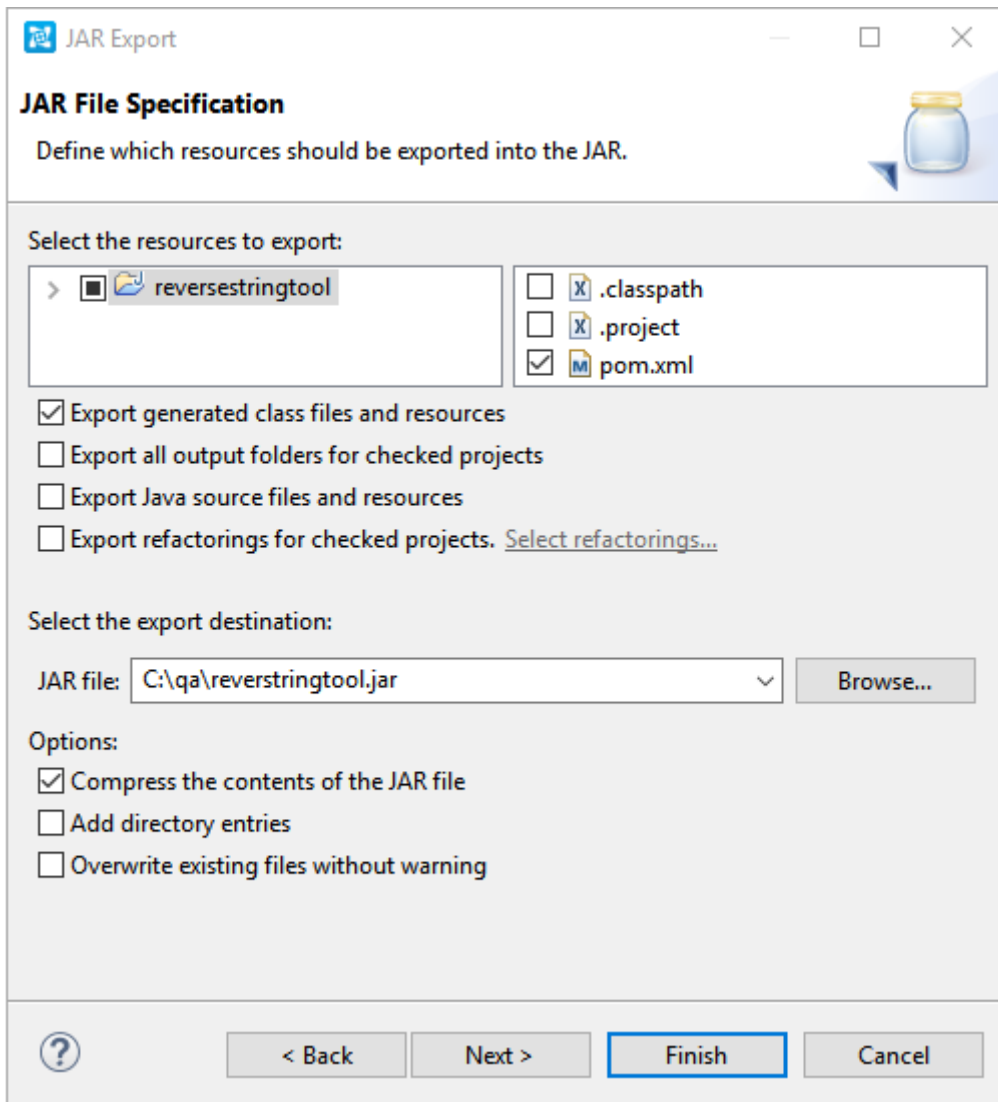 JAR Export
JAR File Specification
Define which resources should be exported into the JAR.
Select the resources to export:
reversestringtool
.classpath
.project
pom.xml
Export generated class files and resources
Export all output folders for checked projects
Export Java source files and resources
Export refactorings for checked projects. Select refactorings...
Select the export destination:
JAR file: C:\qa\reverstringtool.jar Browse...
Options:
Compress the contents of the JAR file
Add directory entries
Overwrite existing files without warning
? < Back Next > Finish Cancel